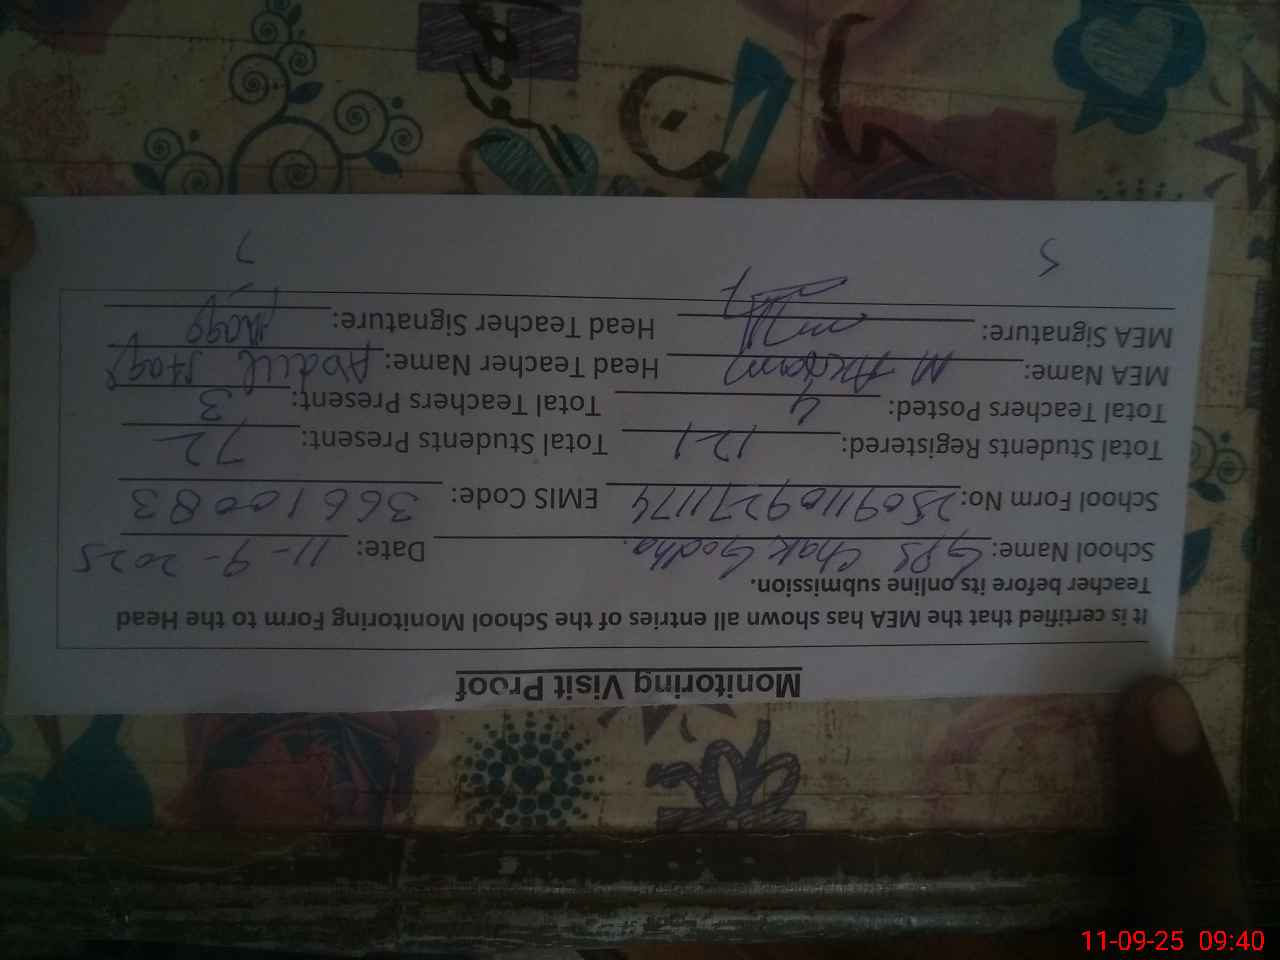 Monitoring Visit Proof
It is certified that the MEA has shown all entries of the School Monitoring Form to the Head
Teacher before its online submission.
School Name: GPS Chak Godha. Date: 11-9-2025
School Form No: 25091109271174 EMIS Code: 36610083
Total Students Registered: 121 Total Students Present: 72
Total Teachers Posted: 4 Total Teachers Present: 3
MEA Name: M Akram Head Teacher Name: Abdul Haq
MEA Signature: Head Teacher Signature: Haqq
11-09-25 09:40